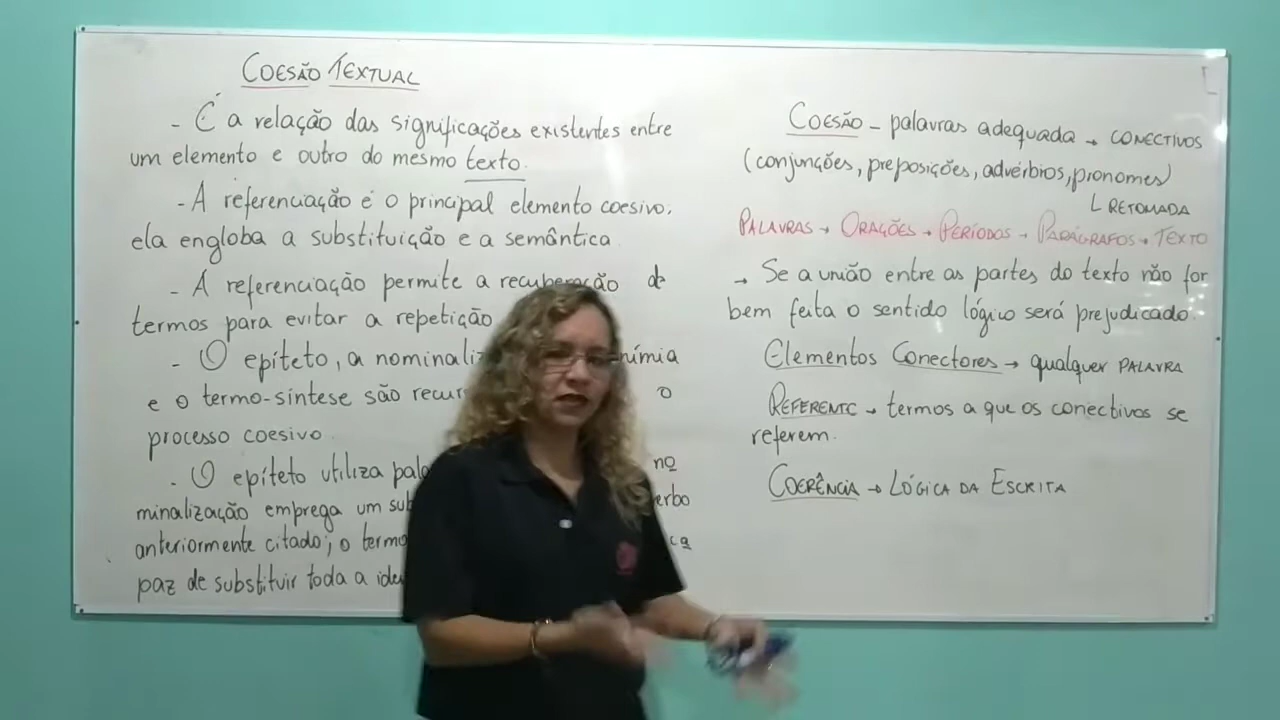 COESÃO TEXTUAL
- É a relação das significações existentes entre
um elemento e outro do mesmo texto.
- A referenciação é o principal elemento coesivo,
ela engloba a substituição e a semântica
- A referenciação permite a recuperação de
termos para evitar a repetição
- O epíteto, a nominaliz nímia
e o termo-síntese são recur o
processo coesivo
- O epíteto utiliza pala no
minalização emprega um sub erbo
anteriormente citado; o termo ca
paz de substituir toda a ide
COESÃO - palavras adequada → CONECTIVOS
(conjunções, preposições, advérbios, pronomes)
L RETOMADA
PALAVRAS → ORAÇÕES → PERÍODOS → PARÁGRAFOS → TEXTO
→ Se a união entre as partes do texto não for
bem feita o sentido lógico será prejudicado.
Elementos Conectores → qualquer PALAVRA
REFERENTE → termos a que os conectivos se
referem.
COERÊNCIA → LÓGICA DA ESCRITA